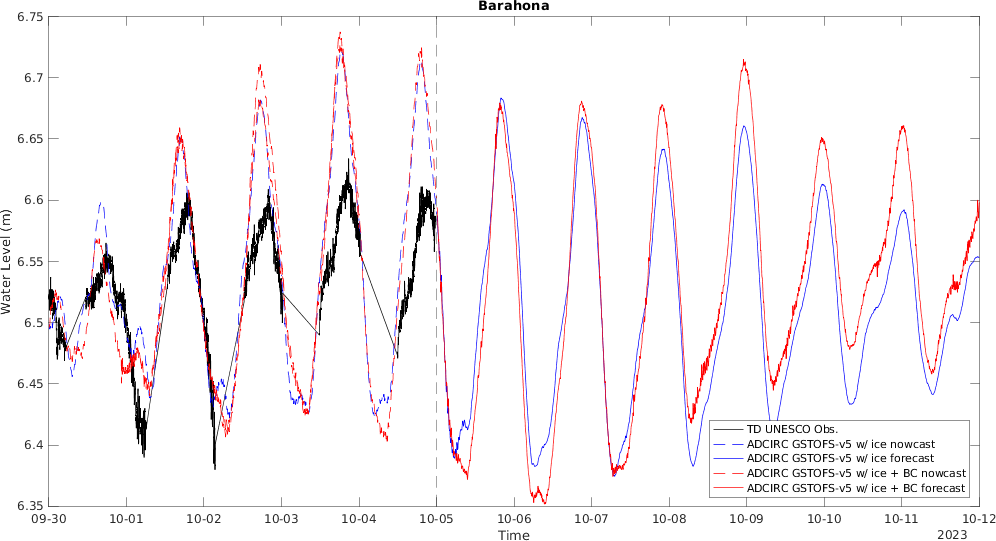 Barahona
6.75
6.7
6.65
6.6
6.55
6.5
6.45
6.4
6.35
Water Level (m)
09-30 10-01 10-02 10-03 10-04 10-05 10-06 10-07 10-08 10-09 10-10 10-11 10-12
Time
2023
TD UNESCO Obs.
ADCIRC GSTOFS-v5 w/ ice nowcast
ADCIRC GSTOFS-v5 w/ ice forecast
ADCIRC GSTOFS-v5 w/ ice + BC nowcast
ADCIRC GSTOFS-v5 w/ ice + BC forecast